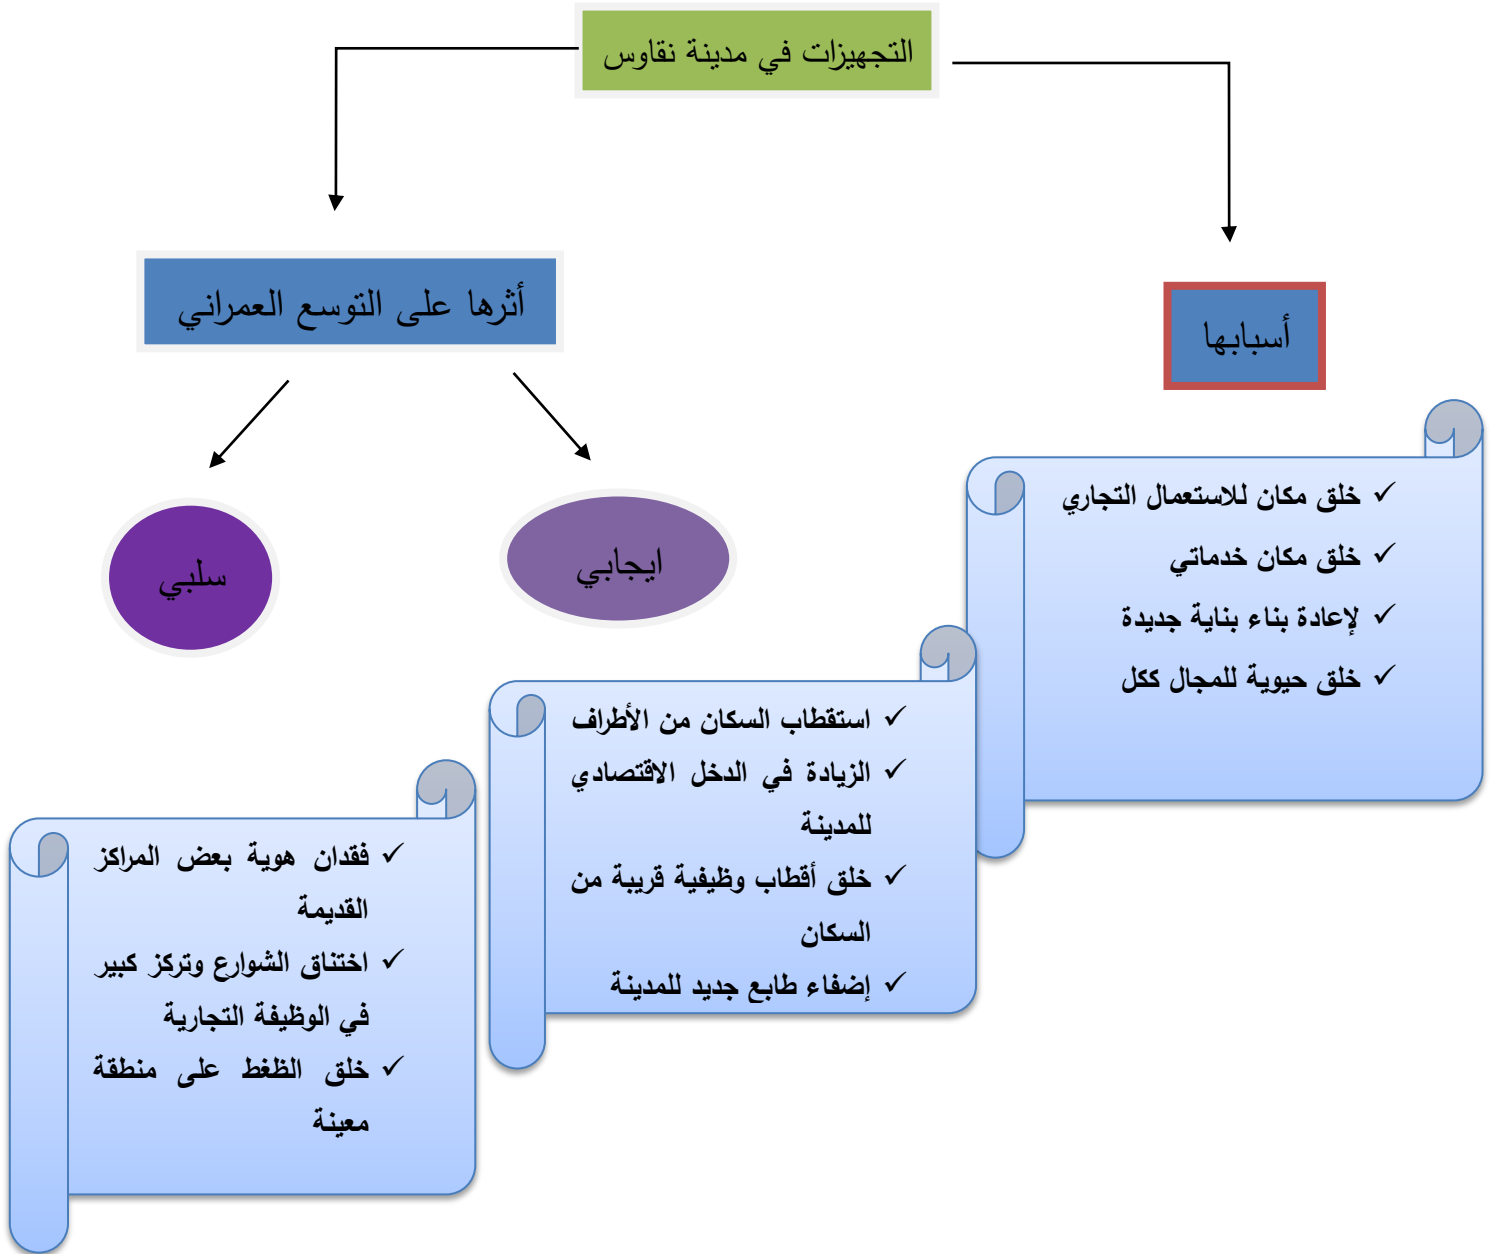 التجهيزات في مدينة نقاوس
أسبابها
خلق مكان للاستعمال التجاري
خلق مكان خدماتي
لإعادة بناء بناية جديدة
خلق حيوية للمجال ككل
أثرها على التوسع العمراني
ايجابي
استقطاب السكان من الأطراف
الزيادة في الدخل الاقتصادي
للمدينة
خلق أقطاب وظيفية قريبة من
السكان
إضفاء طابع جديد للمدينة
سلبي
فقدان هوية بعض المراكز
القديمة
اختناق الشوارع وتركز كبير
في الوظيفة التجارية
خلق الظغط على منطقة
معينة